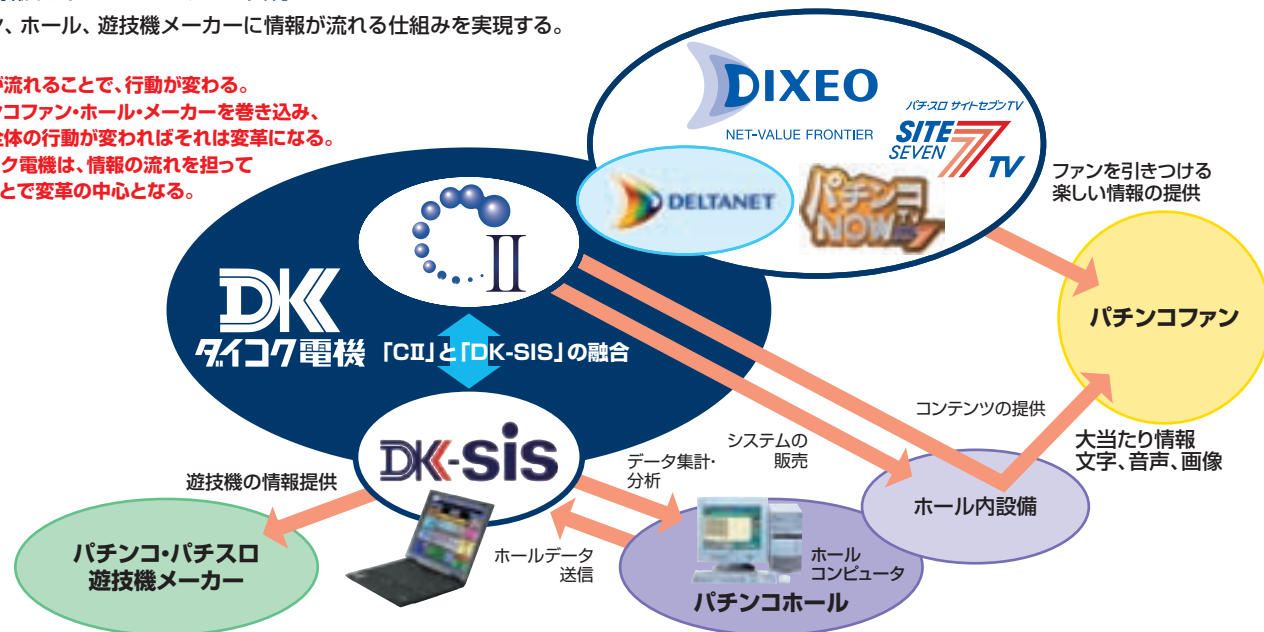 ク、ホール、遊技機メーカーに情報が流れる仕組みを実現する。
が流れることで、行動が変わる。
ンコファン・ホール・メーカーを巻き込み、
全体の行動が変わればそれは変革になる。
ク電機は、情報の流れを担って
とで変革の中心となる。
DIXEO
NET-VALUE FRONTIER
パチ・スロ サイトセブンTV
SITE
SEVEN
7
TV
DELTANET
パチンコ
NOW
ファンを引きつける
楽しい情報の提供
CⅡ
DK
ダイコク電機
「CⅡ」と「DK-SIS」の融合
パチンコファン
DK-SIS
コンテンツの提供
大当たり情報
文字、音声、画像
システムの
販売
データ集計・
分析
遊技機の情報提供
ホール内設備
パチンコ・パチスロ
遊技機メーカー
ホールデータ
送信
ホール
コンピュータ
パチンコホール